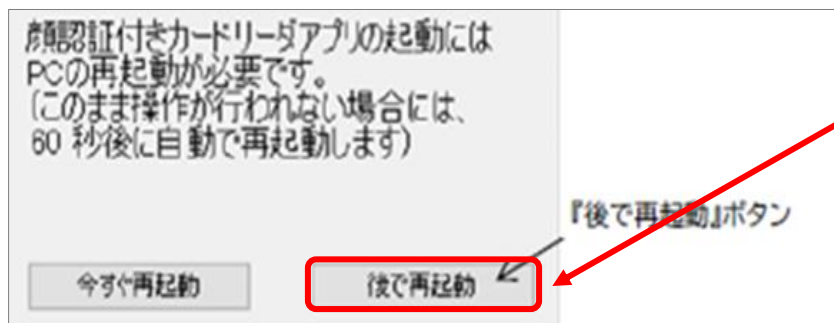 顔認証付きカードリーダアプリの起動には
PCの再起動が必要です。
(このまま操作が行われない場合には、
60 秒後に自動で再起動します)
『後で再起動』ボタン
今すぐ再起動
後で再起動